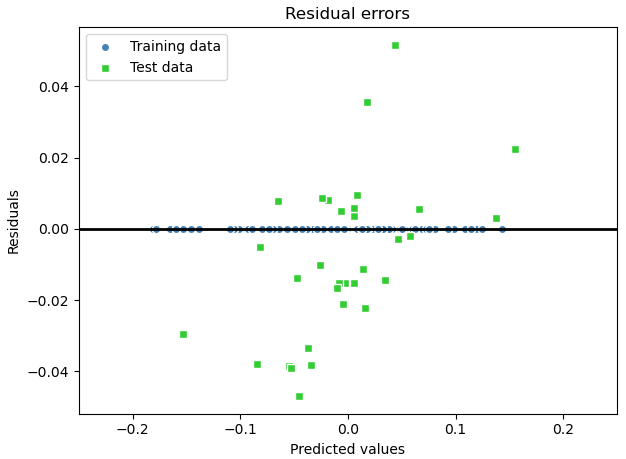 Residual errors
Training data
Test data
0.04
0.02
0.00
−0.02
−0.04
Residuals
−0.2
−0.1
0.0
0.1
0.2
Predicted values